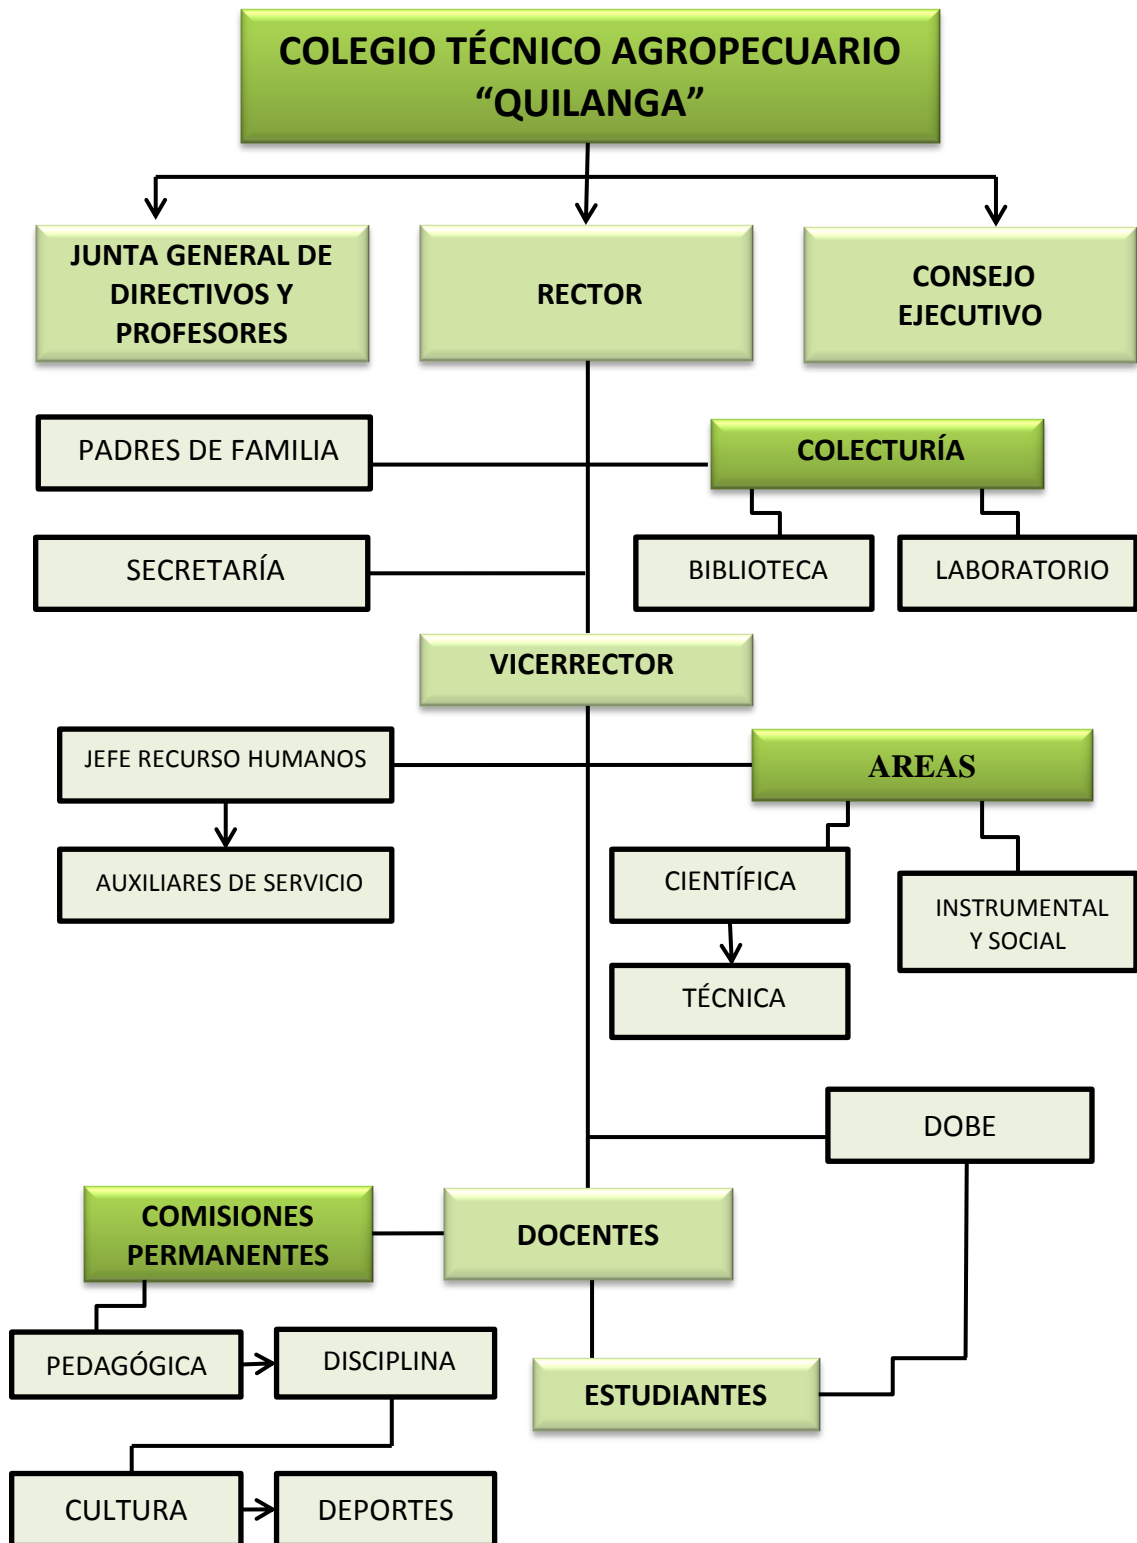 COLEGIO TÉCNICO AGROPECUARIO
“QUILANGA”
JUNTA GENERAL DE
DIRECTIVOS Y
PROFESORES
RECTOR
CONSEJO
EJECUTIVO
PADRES DE FAMILIA
COLECTURÍA
SECRETARÍA
BIBLIOTECA
LABORATORIO
VICERRECTOR
JEFE RECURSO HUMANOS
AREAS
AUXILIARES DE SERVICIO
CIENTÍFICA
INSTRUMENTAL
Y SOCIAL
TÉCNICA
DOBE
COMISIONES
PERMANENTES
DOCENTES
PEDAGÓGICA
DISCIPLINA
ESTUDIANTES
CULTURA
DEPORTES